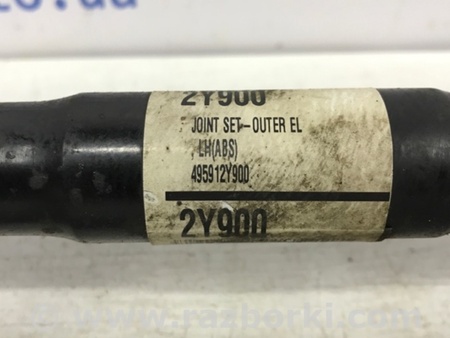 2Y900
JOINT SET-OUTER EL
, LH(ABS)
495912Y900
2Y900
© www.razborki.com